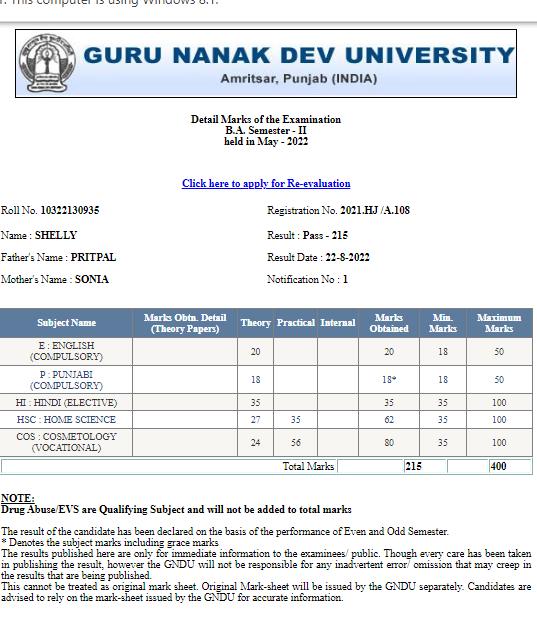 1. This computer is using Windows 8.1.
GURU NANAK DEV UNIVERSITY
Amritsar, Punjab (INDIA)
Detail Marks of the Examination
B.A. Semester - II
held in May - 2022
Click here to apply for Re-evaluation
Roll No. 10322130935 Registration No. 2021.HJ /A.108
Name : SHELLY Result : Pass - 215
Father's Name : PRITPAL Result Date : 22-8-2022
Mother's Name : SONIA Notification No : 1
Subject Name Marks Obtn. Detail (Theory Papers) Theory Practical Internal Marks Obtained Min. Marks Maximum Marks
E : ENGLISH (COMPULSORY) 20 20 18 50
P : PUNJABI (COMPULSORY) 18 18* 18 50
HI : HINDI (ELECTIVE) 35 35 35 100
HSC : HOME SCIENCE 27 35 62 35 100
COS : COSMETOLOGY (VOCATIONAL) 24 56 80 35 100
Total Marks 215 400
NOTE:
Drug Abuse/EVS are Qualifying Subject and will not be added to total marks
The result of the candidate has been declared on the basis of the performance of Even and Odd Semester.
* Denotes the subject marks including grace marks
The results published here are only for immediate information to the examinees/ public. Though every care has been taken
in publishing the result, however the GNDU will not be responsible for any inadvertent error/ omission that may creep in
the results that are being published.
This cannot be treated as original mark sheet. Original Mark-sheet will be issued by the GNDU separately. Candidates are
advised to rely on the mark-sheet issued by the GNDU for accurate information.